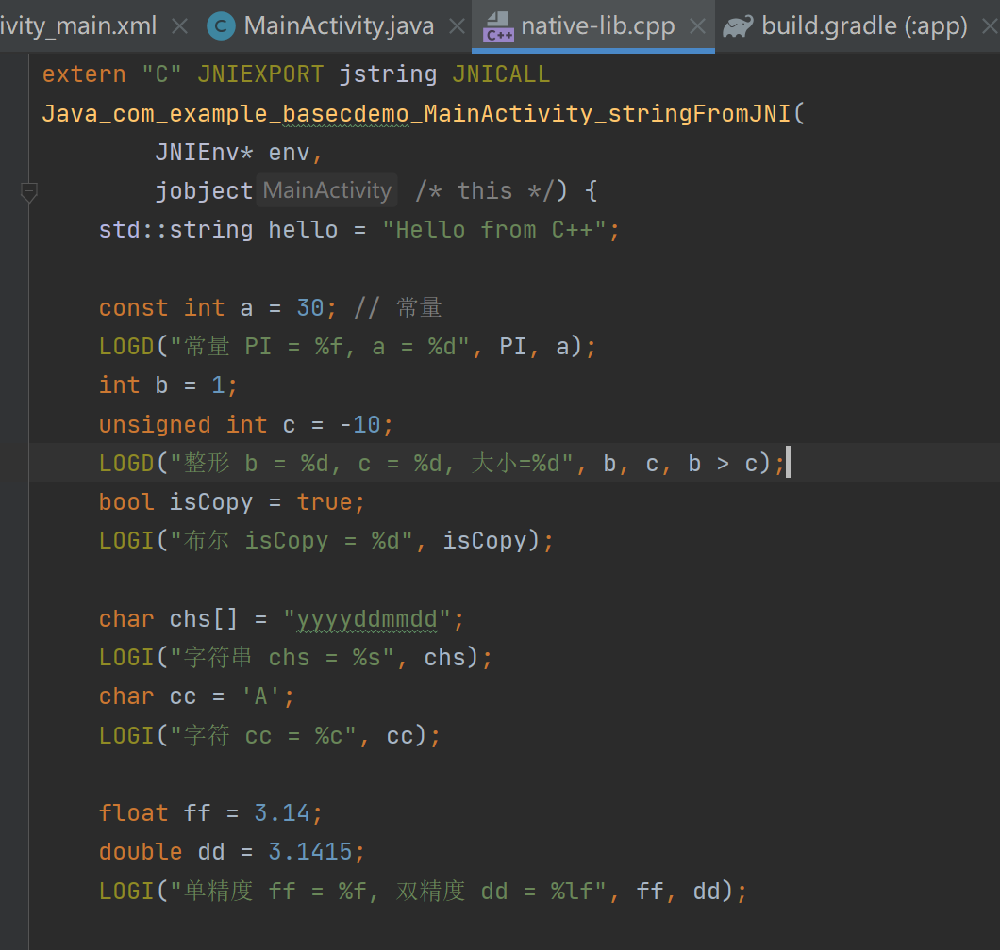 ivity_main.xml MainActivity.java native-lib.cpp build.gradle (:app)
extern "C" JNIEXPORT jstring JNICALL
Java_com_example_basecdemo_MainActivity_stringFromJNI(
JNIEnv* env,
jobject MainActivity /* this */) {
std::string hello = "Hello from C++";
const int a = 30; // 常量
LOGD("常量 PI = %f, a = %d", PI, a);
int b = 1;
unsigned int c = -10;
LOGD("整形 b = %d, c = %d, 大小=%d", b, c, b > c);
bool isCopy = true;
LOGI("布尔 isCopy = %d", isCopy);
char chs[] = "yyyyddmmdd";
LOGI("字符串 chs = %s", chs);
char cc = 'A';
LOGI("字符 cc = %c", cc);
float ff = 3.14;
double dd = 3.1415;
LOGI("单精度 ff = %f, 双精度 dd = %lf", ff, dd);